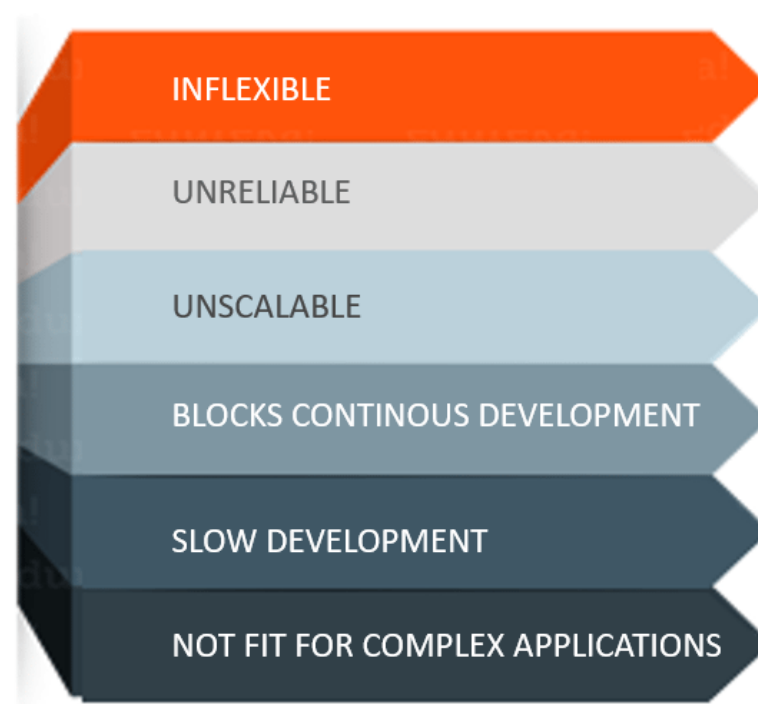 INFLEXIBLE
UNRELIABLE
UNSCALABLE
BLOCKS CONTINOUS DEVELOPMENT
SLOW DEVELOPMENT
NOT FIT FOR COMPLEX APPLICATIONS